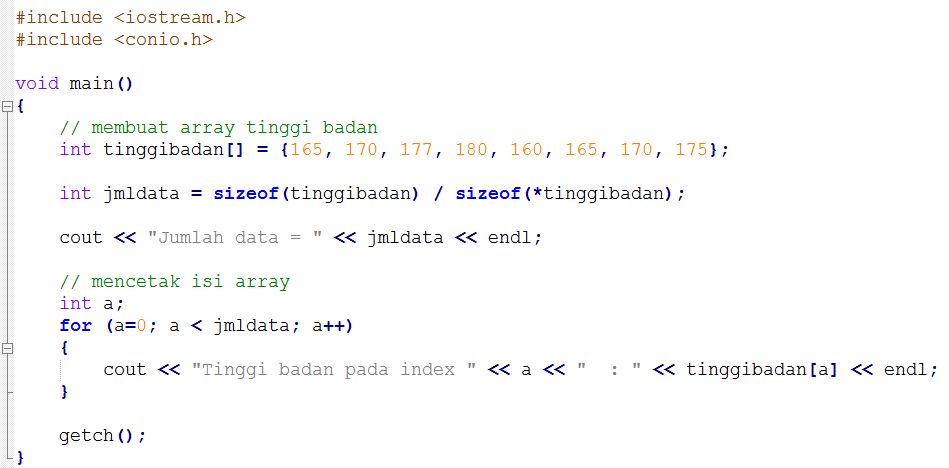 #include <iostream.h>
#include <conio.h>
void main()
{
// membuat array tinggi badan
int tinggibadan[] = {165, 170, 177, 180, 160, 165, 170, 175};
int jmldata = sizeof(tinggibadan) / sizeof(*tinggibadan);
cout << "Jumlah data = " << jmldata << endl;
// mencetak isi array
int a;
for (a=0; a < jmldata; a++)
{
cout << "Tinggi badan pada index " << a << "  : " << tinggibadan[a] << endl;
}
getch();
}